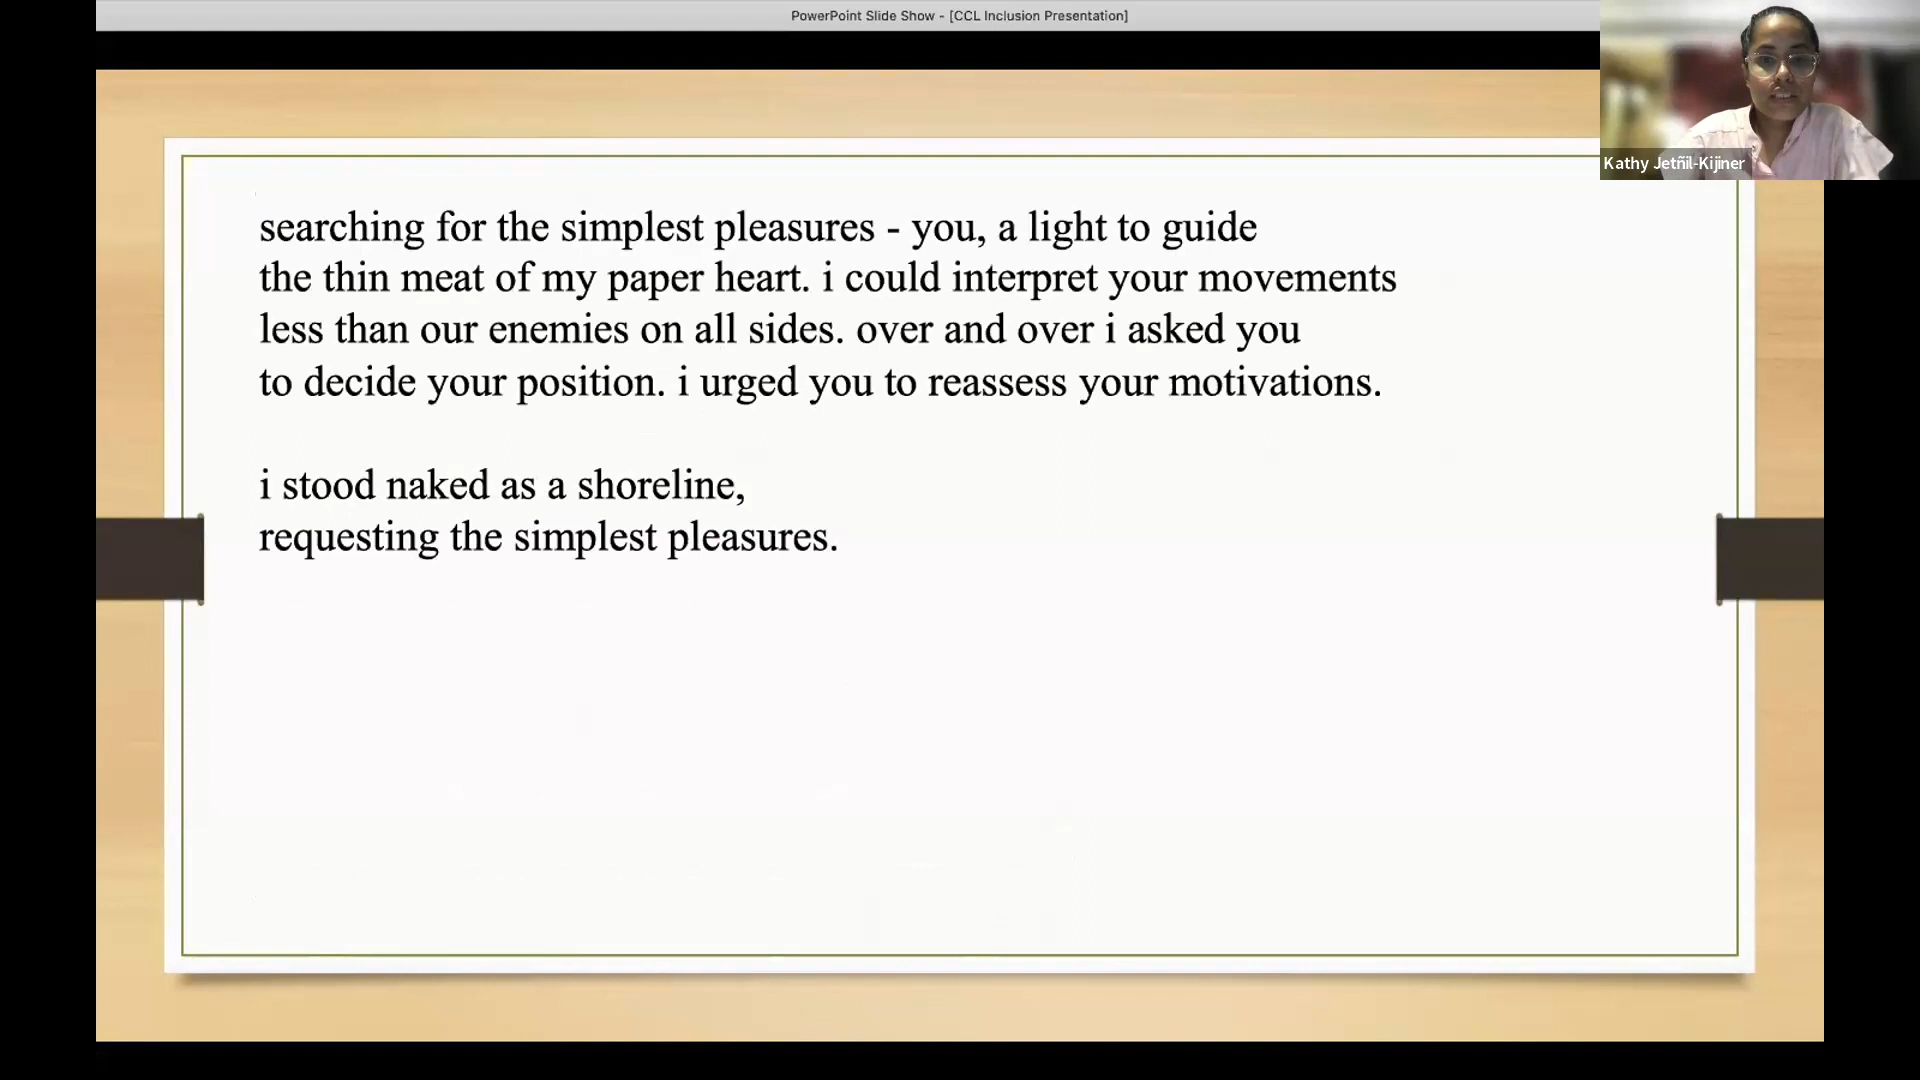 PowerPoint Slide Show - [CCL Inclusion Presentation]
Kathy Jetñil-Kijiner
searching for the simplest pleasures - you, a light to guide
the thin meat of my paper heart. i could interpret your movements
less than our enemies on all sides. over and over i asked you
to decide your position. i urged you to reassess your motivations.
i stood naked as a shoreline,
requesting the simplest pleasures.